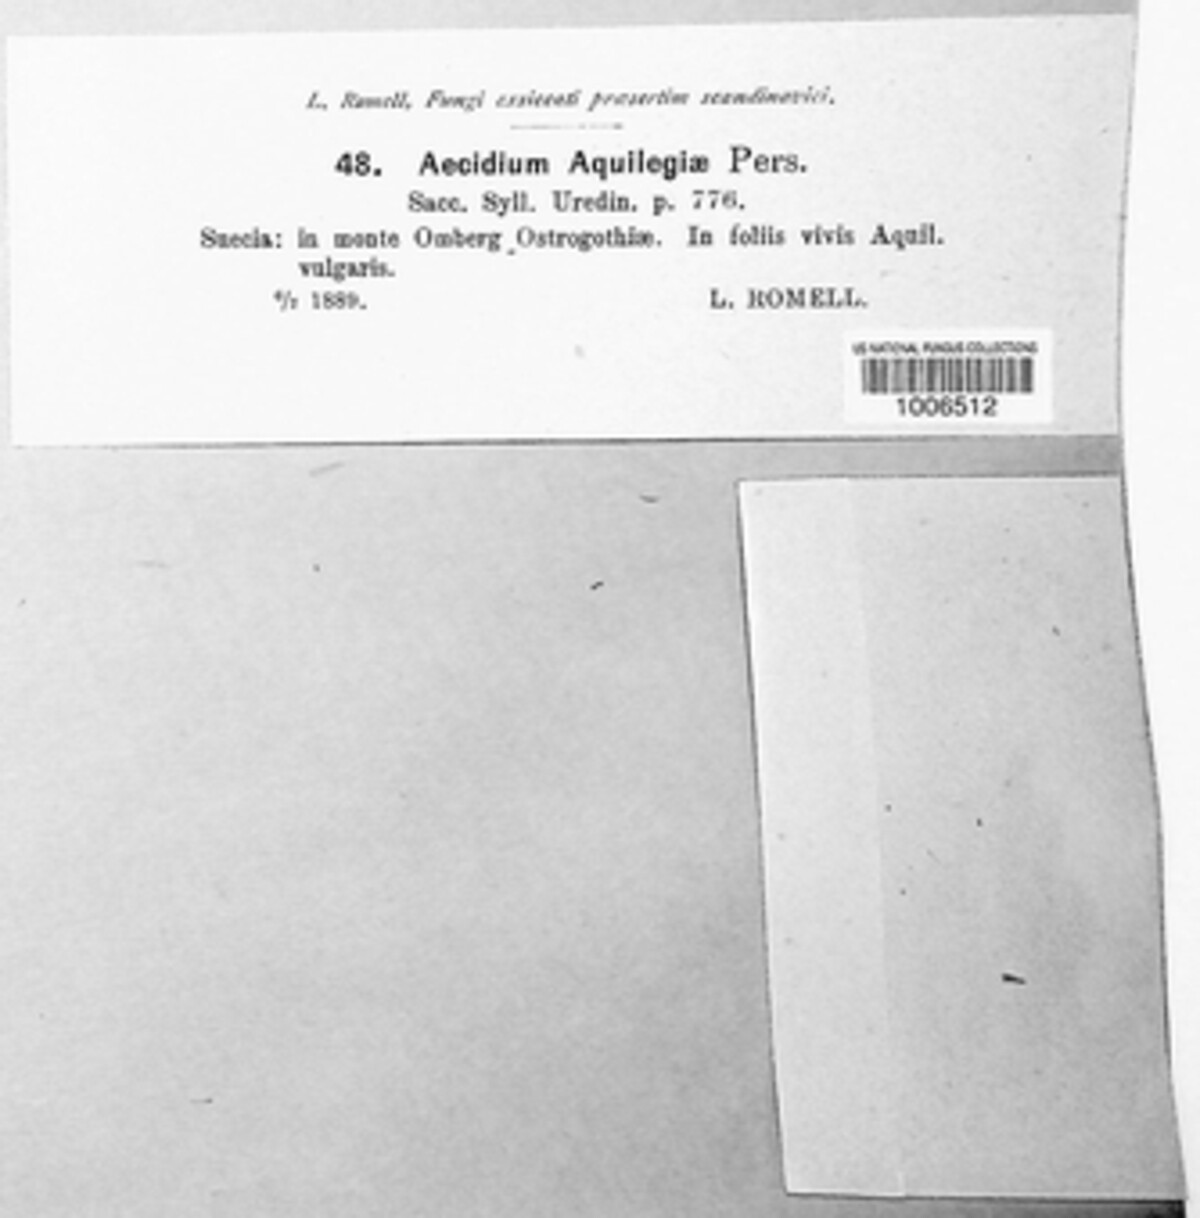 L. Romell, Fungi exsiccati præsertim scandinavici.
48. Aecidium Aquilegiæ Pers.
Sacc. Syll. Uredin. p. 776.
Suecia: in monte Omberg Ostrogothiæ. In foliis vivis Aquil.
vulgaris.
1889.
L. ROMELL.
US NATIONAL FUNGUS COLLECTIONS
1006512